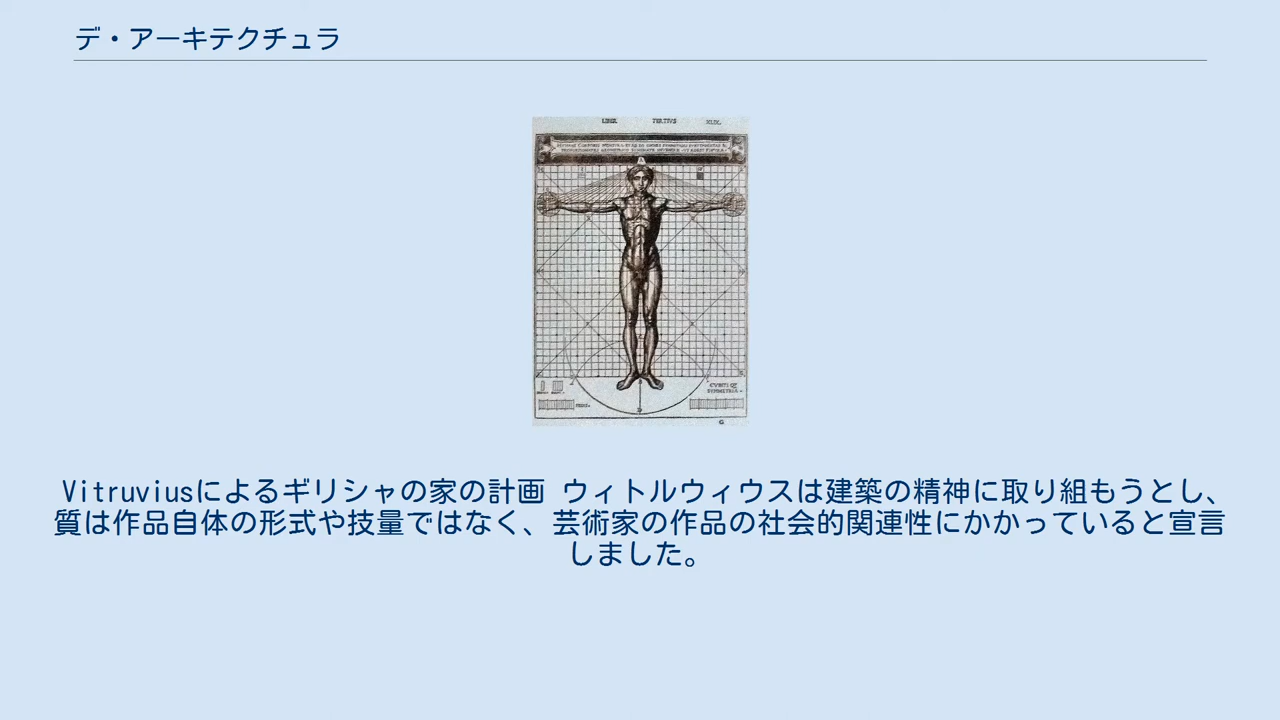 デ・アーキテクチュラ
LIBER TERTIVS XLIX.
A
Vitruviusによるギリシャの家の計画 ウィトルウィウスは建築の精神に取り組もうとし、
質は作品自体の形式や技量ではなく、芸術家の作品の社会的関連性にかかっていると宣言
しました。
G